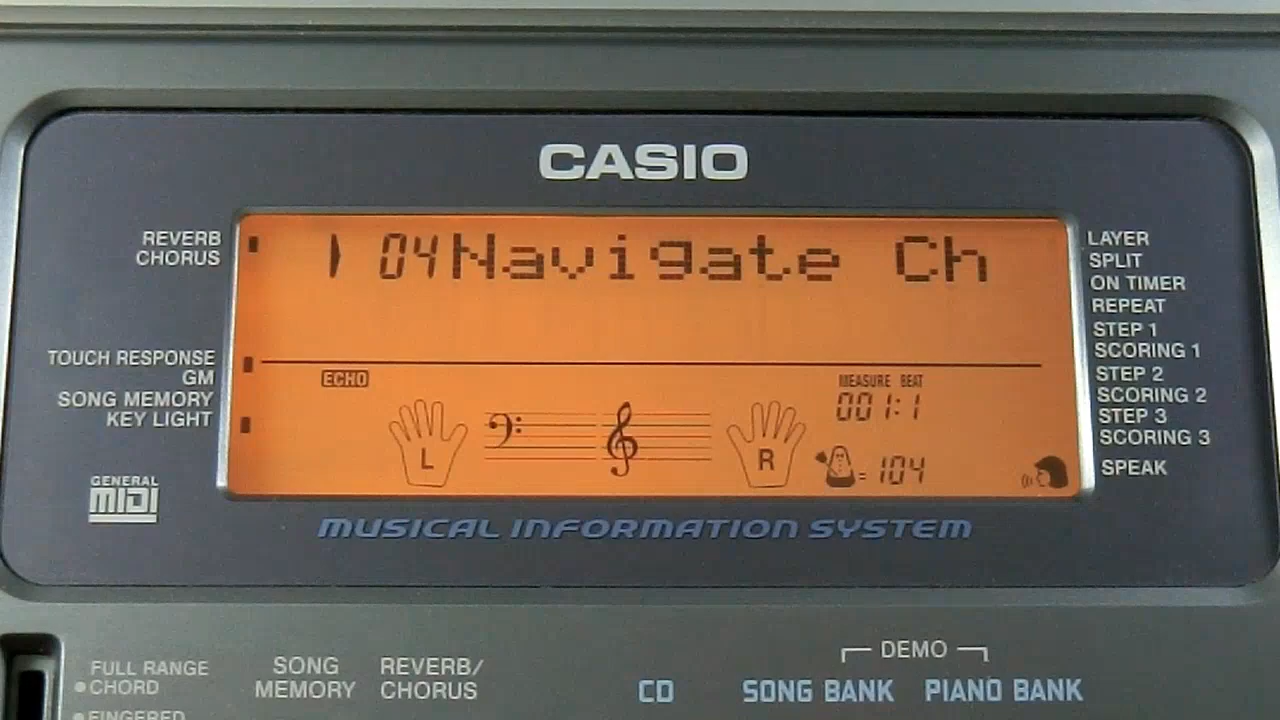 CASIO
REVERB
CHORUS
04Navigate Ch
TOUCH RESPONSE
GM
SONG MEMORY
KEY LIGHT
ECHO
L
R
MEASURE BEAT
001:1
=104
LAYER
SPLIT
ON TIMER
REPEAT
STEP 1
SCORING 1
STEP 2
SCORING 2
STEP 3
SCORING 3
SPEAK
GENERAL
MIDI
MUSICAL INFORMATION SYSTEM
FULL RANGE
CHORD
FINGERED
SONG
MEMORY
REVERB/
CHORUS
DEMO
CD
SONG BANK
PIANO BANK